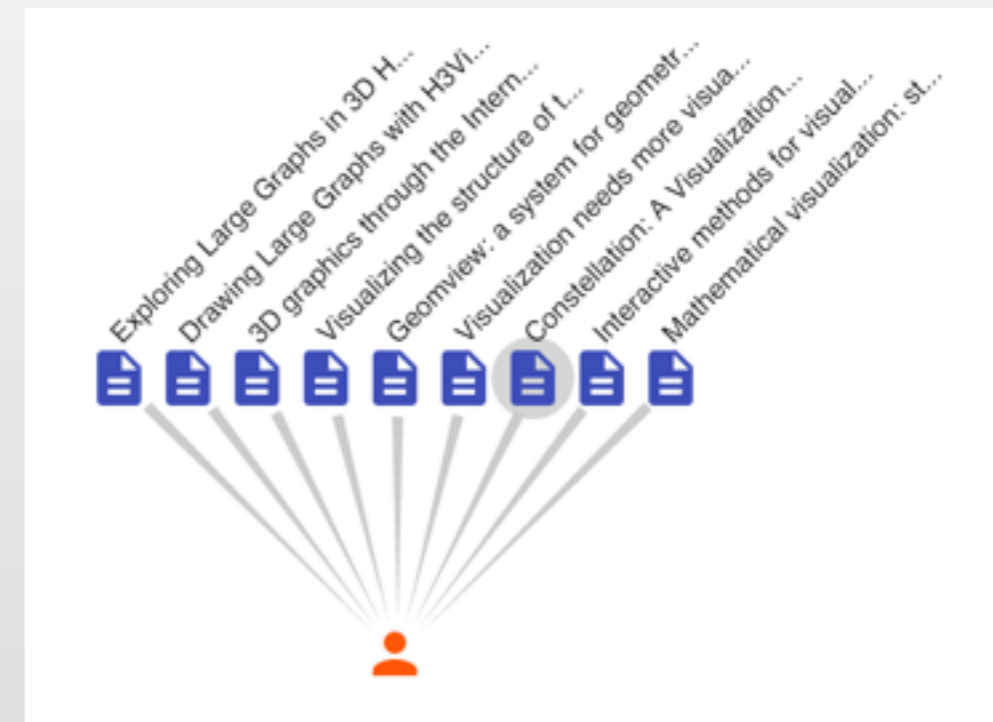 Exploring Large Graphs in 3D H...
Drawing Large Graphs with H3Vi...
3D graphics through the Intern...
Visualizing the structure of t...
Geomview: a system for geometr...
Visualization needs more visua...
Constellation: A Visualization...
Interactive methods for visual...
Mathematical visualization: st...